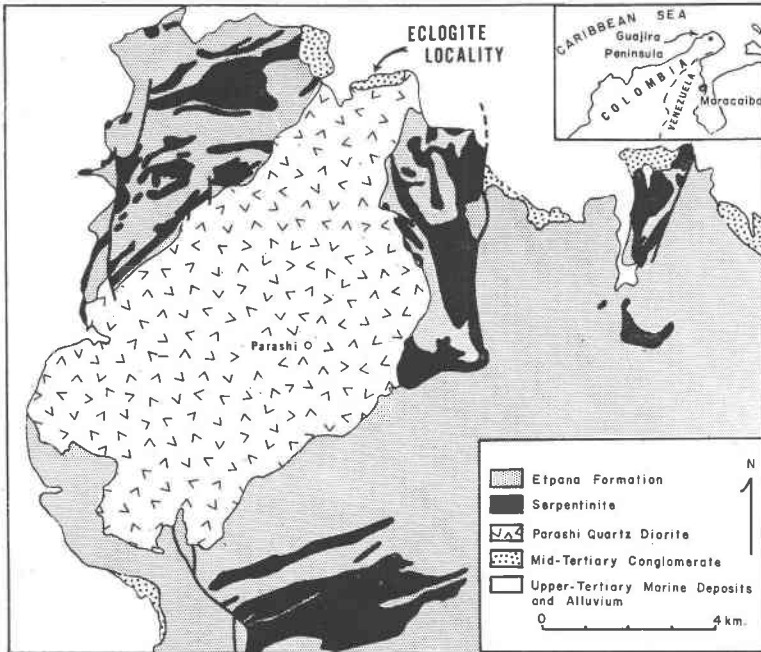 ECLOGITE
LOCALITY
CARIBBEAN SEA
Guajira
Peninsula
COLOMBIA
VENEZUELA
Maracaibo
Parashi
Etpana Formation
Serpentinite
Parashi Quartz Diorite
Mid-Tertiary Conglomerate
Upper-Tertiary Marine Deposits
and Alluvium
N
0 4 km.